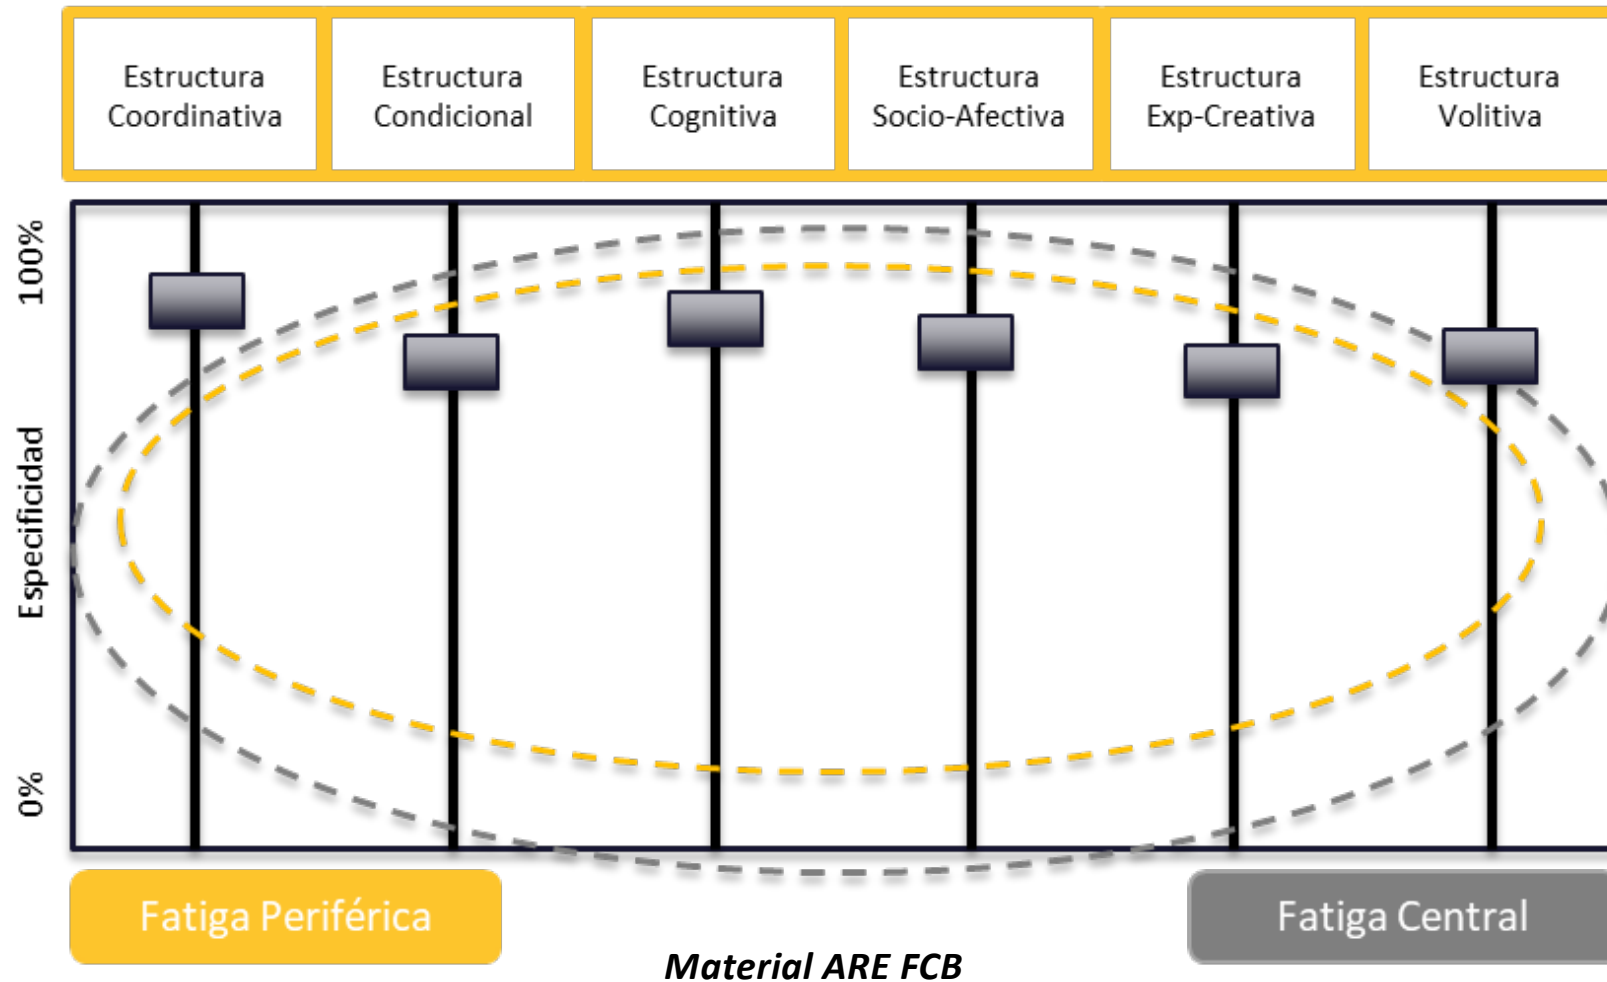 Estructura
Coordinativa
Estructura
Condicional
Estructura
Cognitiva
Estructura
Socio-Afectiva
Estructura
Exp-Creativa
Estructura
Volitiva
100%
Especificidad
0%
Fatiga Periférica
Fatiga Central
Material ARE FCB